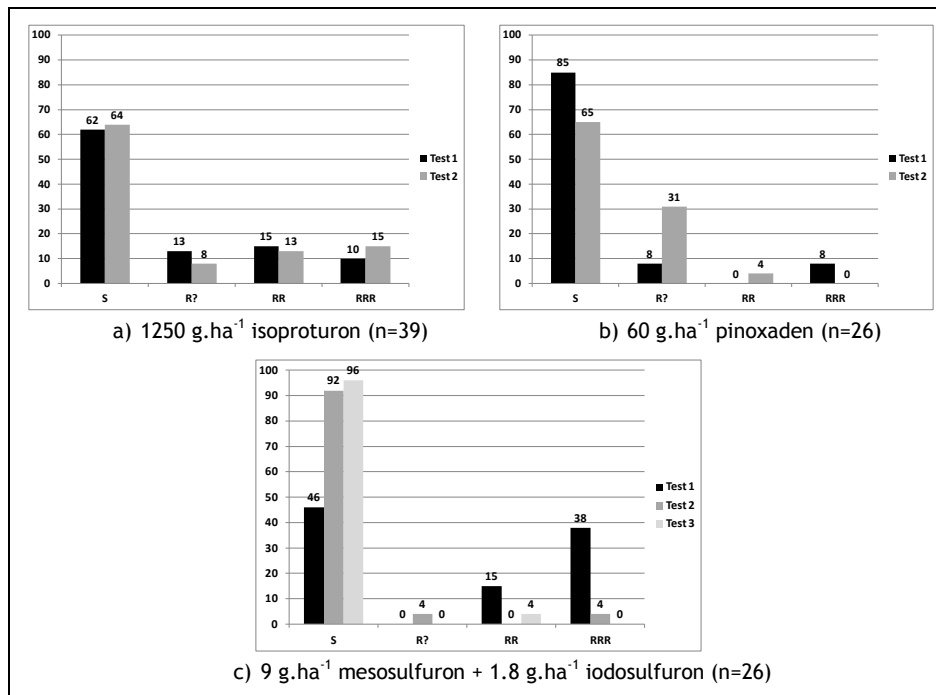 100
90
80
70
60
50
40
30
20
10
0
62 64
13 8
15 13
10 15
S R? RR RRR
Test 1
Test 2
a) 1250 g.ha⁻¹ isoproturon (n=39)
100
90
80
70
60
50
40
30
20
10
0
85 65
8 31
0 4
8 0
S R? RR RRR
Test 1
Test 2
b) 60 g.ha⁻¹ pinoxaden (n=26)
100
90
80
70
60
50
40
30
20
10
0
46 92 96
0 4 0
15 0 4
38 4 0
S R? RR RRR
Test 1
Test 2
Test 3
c) 9 g.ha⁻¹ mesosulfuron + 1.8 g.ha⁻¹ iodosulfuron (n=26)